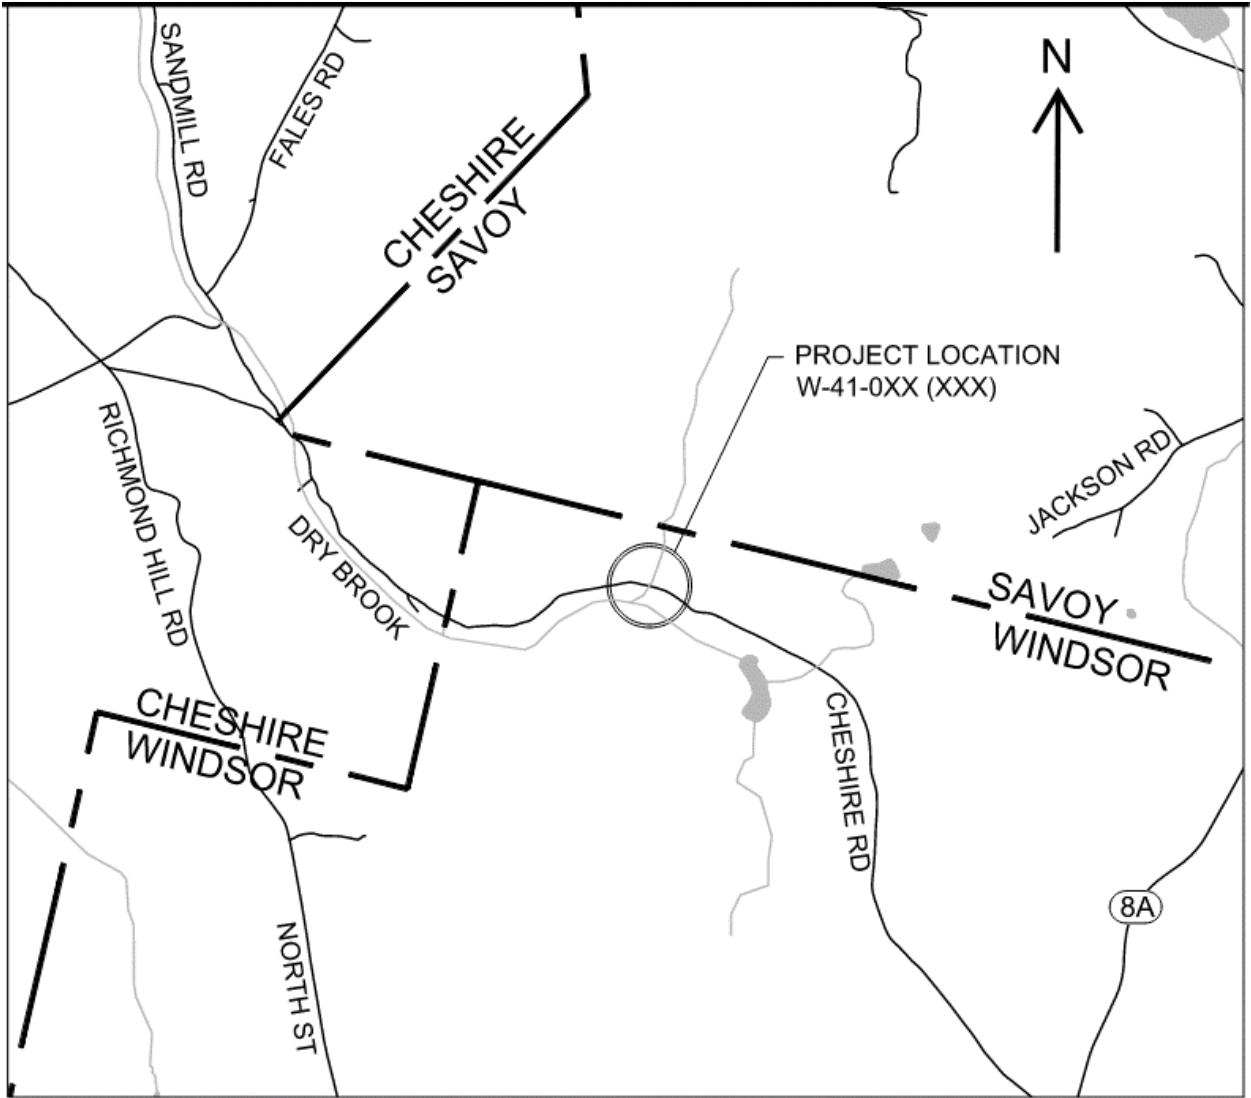 SANDMILL RD
FALES RD
CHESHIRE
SAVOY
N
PROJECT LOCATION
W-41-0XX (XXX)
RICHMOND HILL RD
DRY BROOK
JACKSON RD
SAVOY
WINDSOR
CHESHIRE
WINDSOR
CHESHIRE RD
8A
NORTH ST